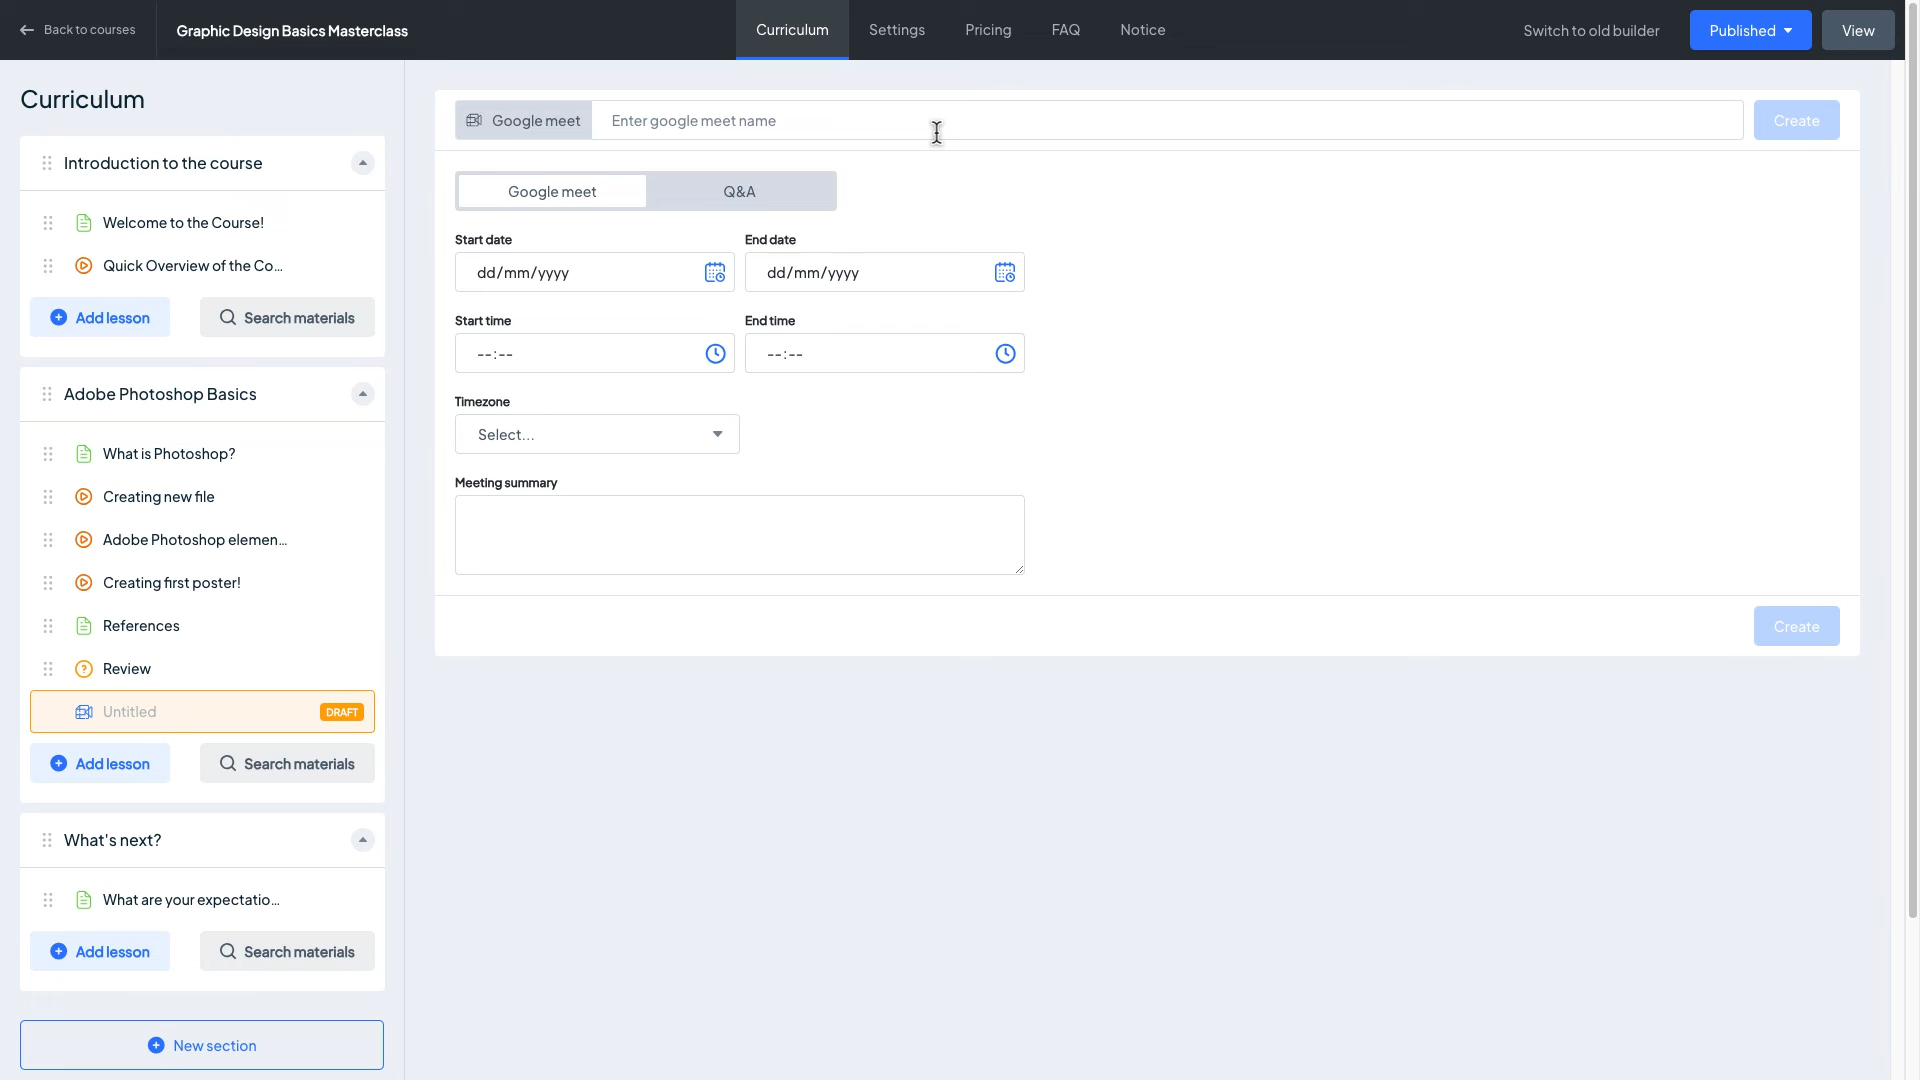 Back to courses
Graphic Design Basics Masterclass
Curriculum
Settings
Pricing
FAQ
Notice
Switch to old builder
Published
View
Curriculum
Introduction to the course
Welcome to the Course!
Quick Overview of the Co...
Add lesson
Search materials
Adobe Photoshop Basics
What is Photoshop?
Creating new file
Adobe Photoshop elemen...
Creating first poster!
References
Review
Untitled
DRAFT
Add lesson
Search materials
What's next?
What are your expectatio...
Add lesson
Search materials
New section
Google meet
Enter google meet name
Create
Google meet
Q&A
Start date
End date
dd/mm/yyyy
dd/mm/yyyy
Start time
End time
--:--
--:--
Timezone
Select...
Meeting summary
Create